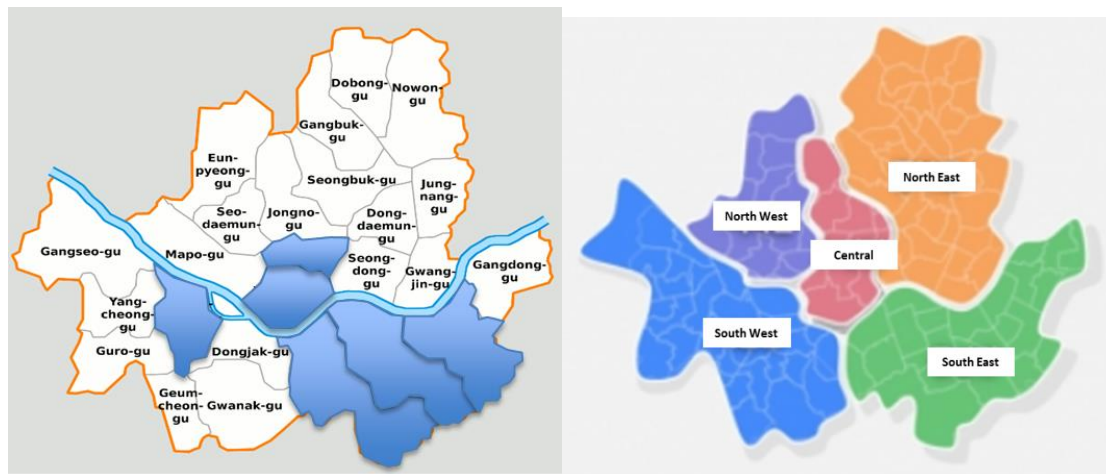 Dobong-
gu
Nowon-
gu
Gangbuk-
gu
Eun-
pyeong-
gu
Seongbuk-gu
Jung-
nang-
gu
Seo-
daemun-
gu
Jongno-
gu
Dong-
daemun-
gu
Gangseo-gu
Mapo-gu
Seong-
dong-
gu
Gwang-
jin-gu
Gangdong-
gu
Yang-
cheong-
gu
Guro-gu
Dongjak-gu
Geum-
cheon-
gu
Gwanak-gu
North East
North West
Central
South West
South East